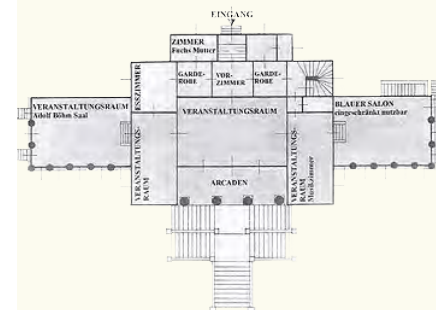 EINGANG
ZIMMER
Fuchs Mutter
ESSZIMMER
GARDE-
ROBE
VOR-
ZIMMER
GARDE-
ROBE
VERANSTALTUNGSRAUM
Adolf Böhm Saal
VERANSTALTUNGS-
RAUM
VERANSTALTUNGSRAUM
VERANSTALTUNGS-
RAUM
Musikzimmer
BLAUER SALON
eingeschränkt nutzbar
ARCADEN